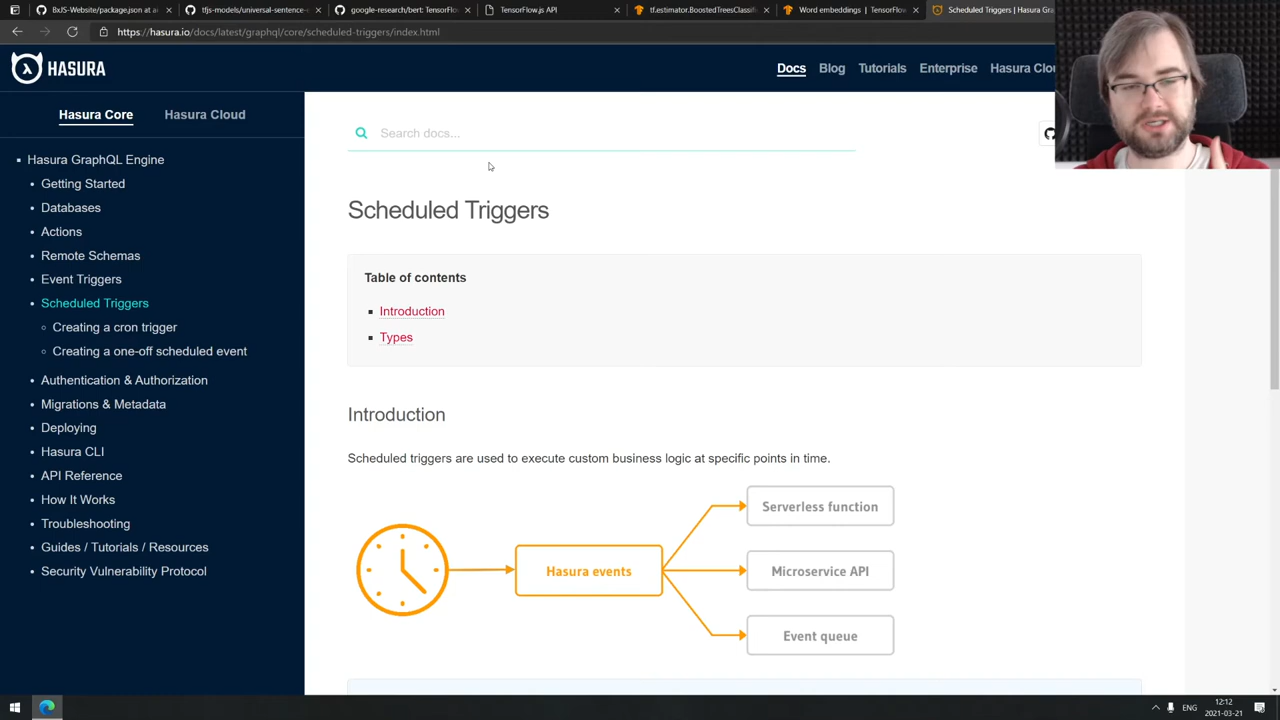 BxJS-Website/package.json at
tfjs-models/universal-sentence-
google-research/bert: TensorFlow
TensorFlow.js API
tf.estimator.BoostedTreesClassifie
Word embeddings | TensorFlow
Scheduled Triggers | Hasura Gra
https://hasura.io/docs/latest/graphql/core/scheduled-triggers/index.html
HASURA
Docs
Blog
Tutorials
Enterprise
Hasura Clou
Hasura Core
Hasura Cloud
Search docs...
Hasura GraphQL Engine
Getting Started
Databases
Actions
Remote Schemas
Event Triggers
Scheduled Triggers
Creating a cron trigger
Creating a one-off scheduled event
Authentication & Authorization
Migrations & Metadata
Deploying
Hasura CLI
API Reference
How It Works
Troubleshooting
Guides / Tutorials / Resources
Security Vulnerability Protocol
Scheduled Triggers
Table of contents
Introduction
Types
Introduction
Scheduled triggers are used to execute custom business logic at specific points in time.
Hasura events
Serverless function
Microservice API
Event queue
ENG
12:12
2021-03-21